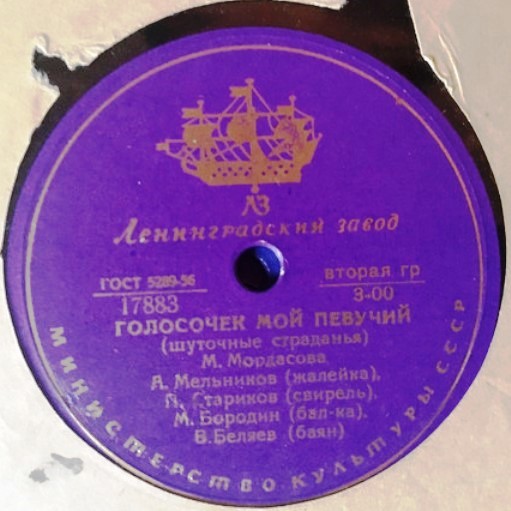 ЛЗ
Ленинградский завод
ГОСТ 5289-56
вторая гр
17883
3-00
ГОЛОСОЧЕК МОЙ ПЕВУЧИЙ
(шуточные страданья)
М. Мордасова
А. Мельников (жалейка),
П. Стариков (свирель),
М. Бородин (бал-ка),
В. Беляев (баян)
МИНИСТЕРСТВО КУЛЬТУРЫ СССР